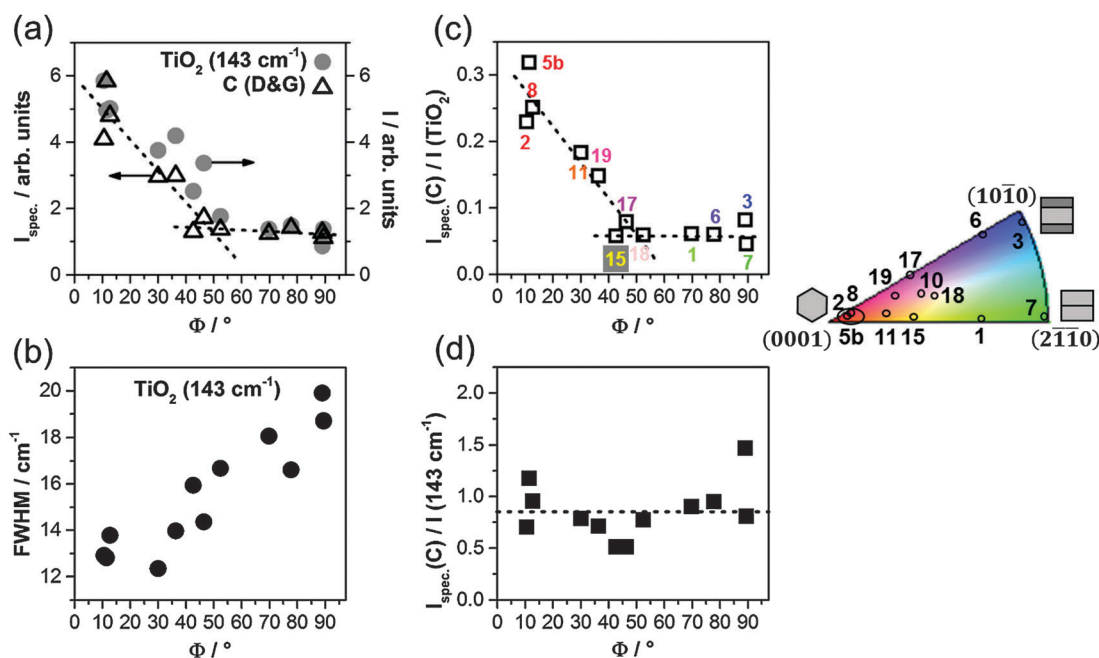 (a)
TiO2 (143 cm-1)
C (D&G)
6
4
2
0
6
4
2
0
Ispec. / arb. units
I / arb. units
0 10 20 30 40 50 60 70 80 90
Φ / °
(c)
5b
8
2
11
19
17
15
18
1
6
3
7
0.3
0.2
0.1
0.0
Ispec.(C) / I (TiO2)
0 10 20 30 40 50 60 70 80 90
Φ / °
(101̅0)
6
3
17
19
10
18
2
8
7
(0001)
5b
11
15
1
(21̅1̅0)
(b)
TiO2 (143 cm-1)
20
18
16
14
12
FWHM / cm-1
0 10 20 30 40 50 60 70 80 90
Φ / °
(d)
2.0
1.5
1.0
0.5
0.0
Ispec.(C) / I (143 cm-1)
0 10 20 30 40 50 60 70 80 90
Φ / °